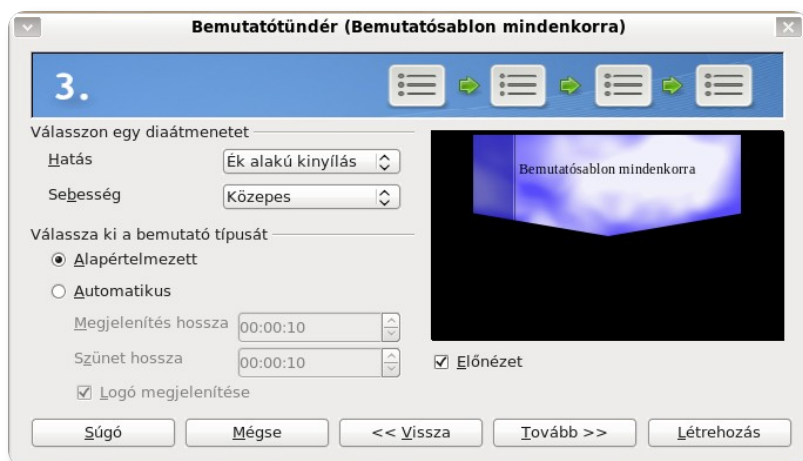 Bemutatótündér (Bemutatósablon mindenkorra)
3.
Válasszon egy diaátmenetet
Hatás
Ék alakú kinyílás
Sebesség
Közepes
Válassza ki a bemutató típusát
Alapértelmezett
Automatikus
Megjelenítés hossza 00:00:10
Szünet hossza 00:00:10
Logó megjelenítése
Bemutatósablon mindenkorra
Előnézet
Súgó Mégse << Vissza Tovább >> Létrehozás